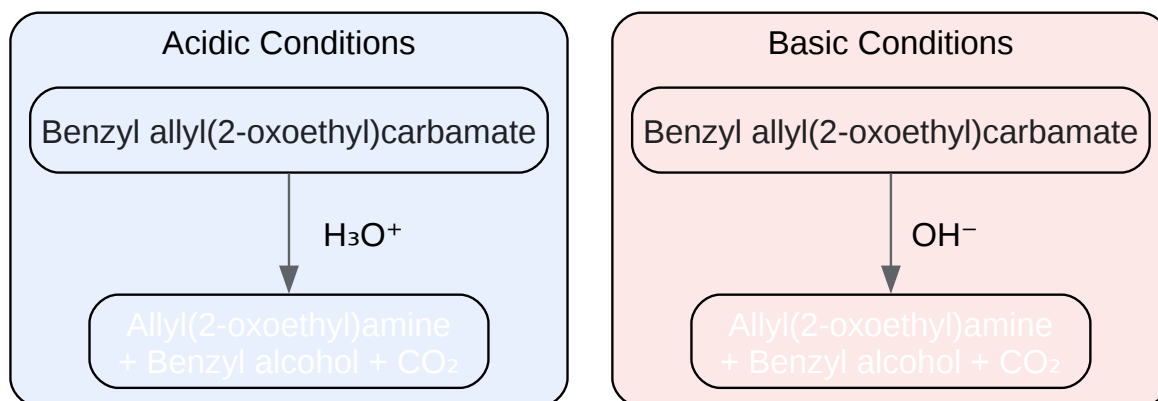 Acidic Conditions
Benzyl allyl(2-oxoethyl)carbamate
H₃O⁺
Allyl(2-oxoethyl)amine
+ Benzyl alcohol + CO₂
Basic Conditions
Benzyl allyl(2-oxoethyl)carbamate
OH⁻
Allyl(2-oxoethyl)amine
+ Benzyl alcohol + CO₂